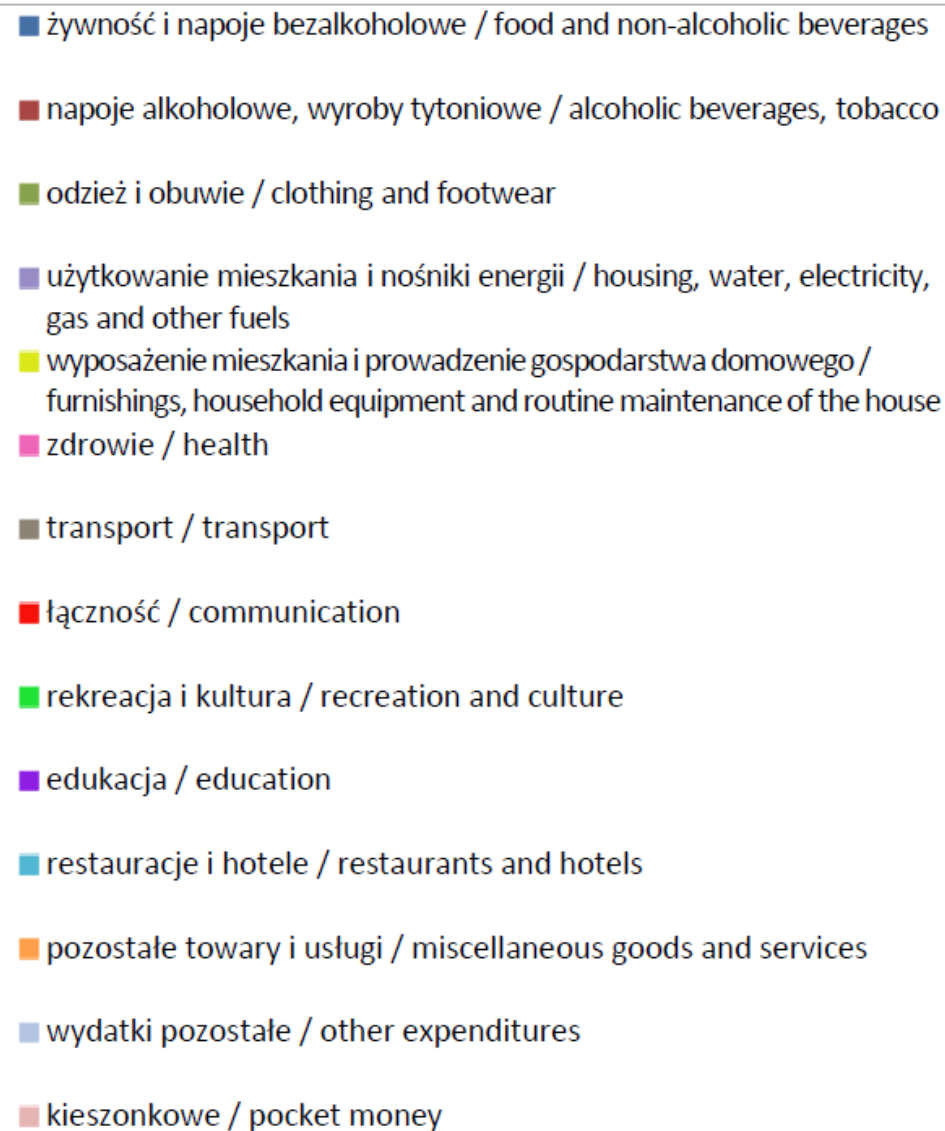 żywność i napoje bezalkoholowe / food and non-alcoholic beverages
napoje alkoholowe, wyroby tytoniowe / alcoholic beverages, tobacco
odzież i obuwie / clothing and footwear
użytkowanie mieszkania i nośniki energii / housing, water, electricity,
gas and other fuels
wyposażenie mieszkania i prowadzenie gospodarstwa domowego /
furnishings, household equipment and routine maintenance of the house
zdrowie / health
transport / transport
łączność / communication
rekreacja i kultura / recreation and culture
edukacja / education
restauracje i hotele / restaurants and hotels
pozostałe towary i usługi / miscellaneous goods and services
wydatki pozostałe / other expenditures
kieszonkowe / pocket money